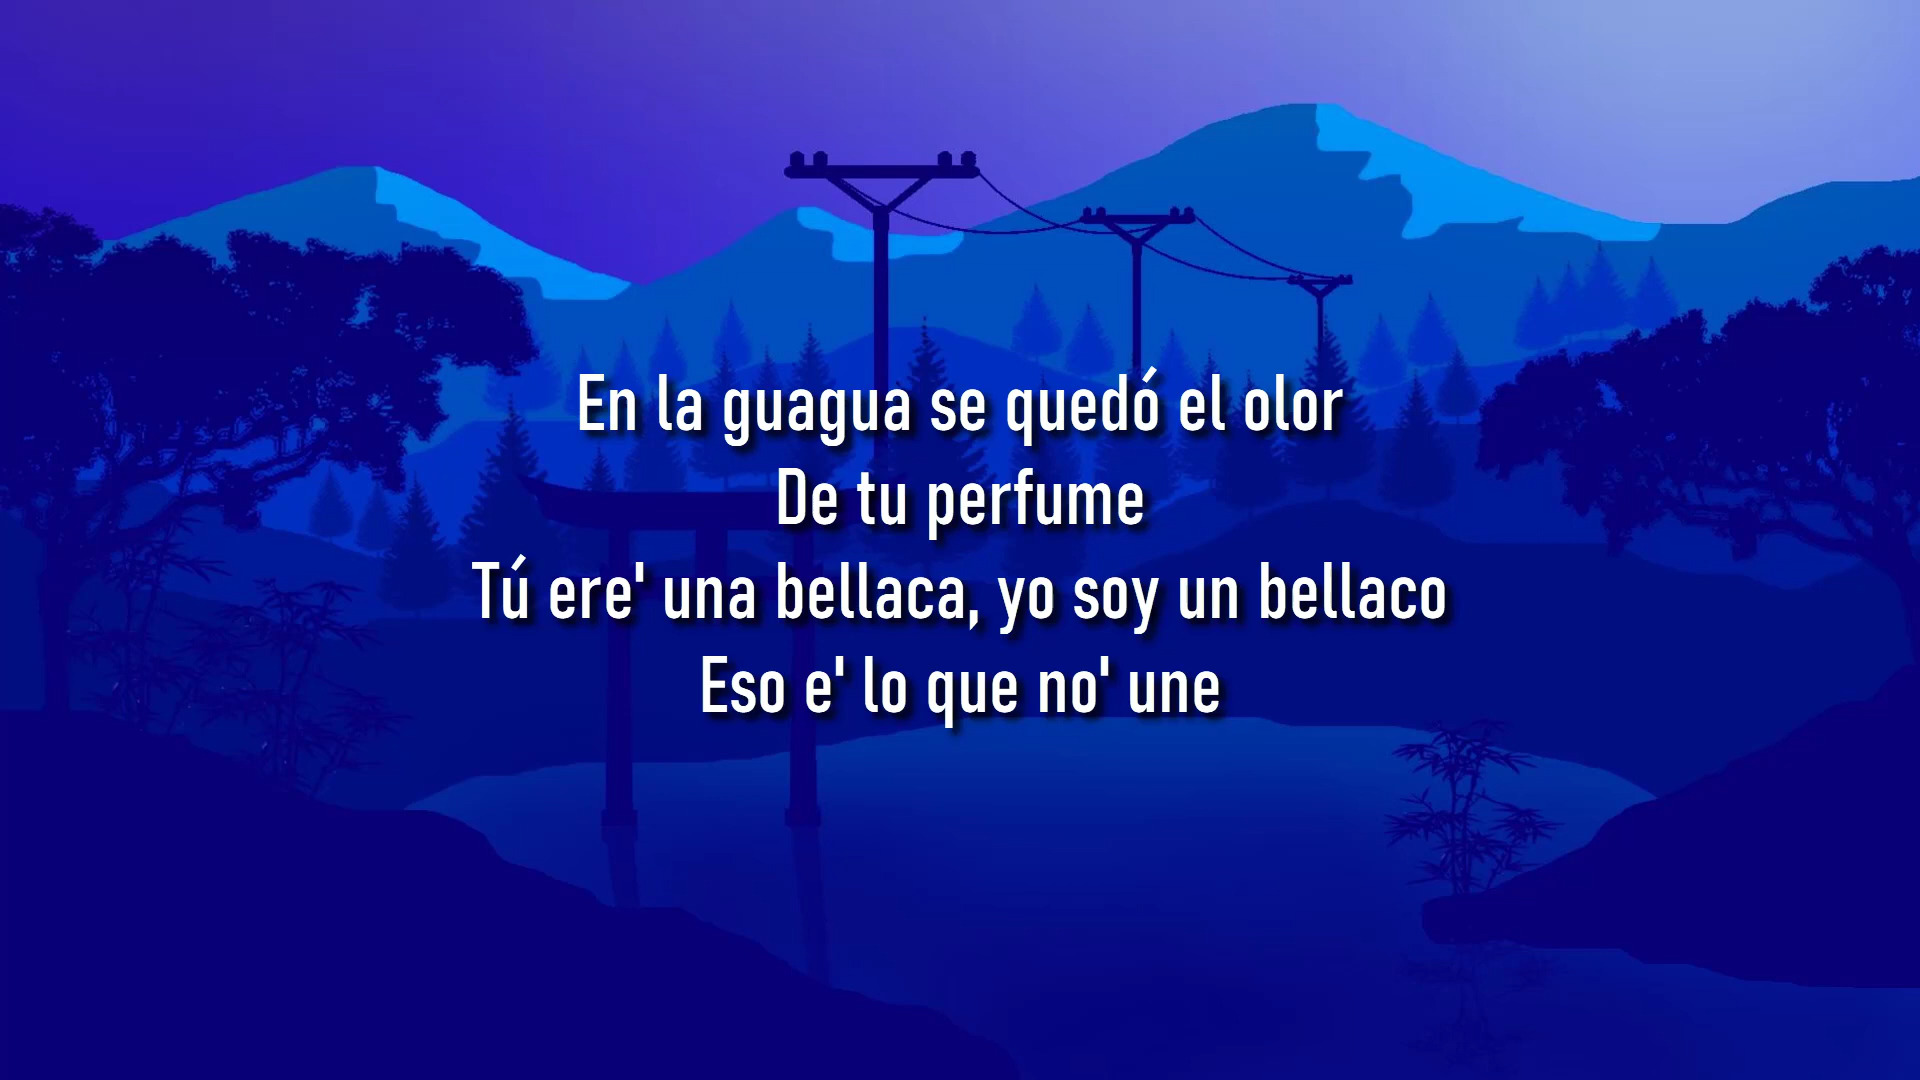 En la guagua se quedó el olor
De tu perfume
Tú ere' una bellaca, yo soy un bellaco
Eso e' lo que no' une